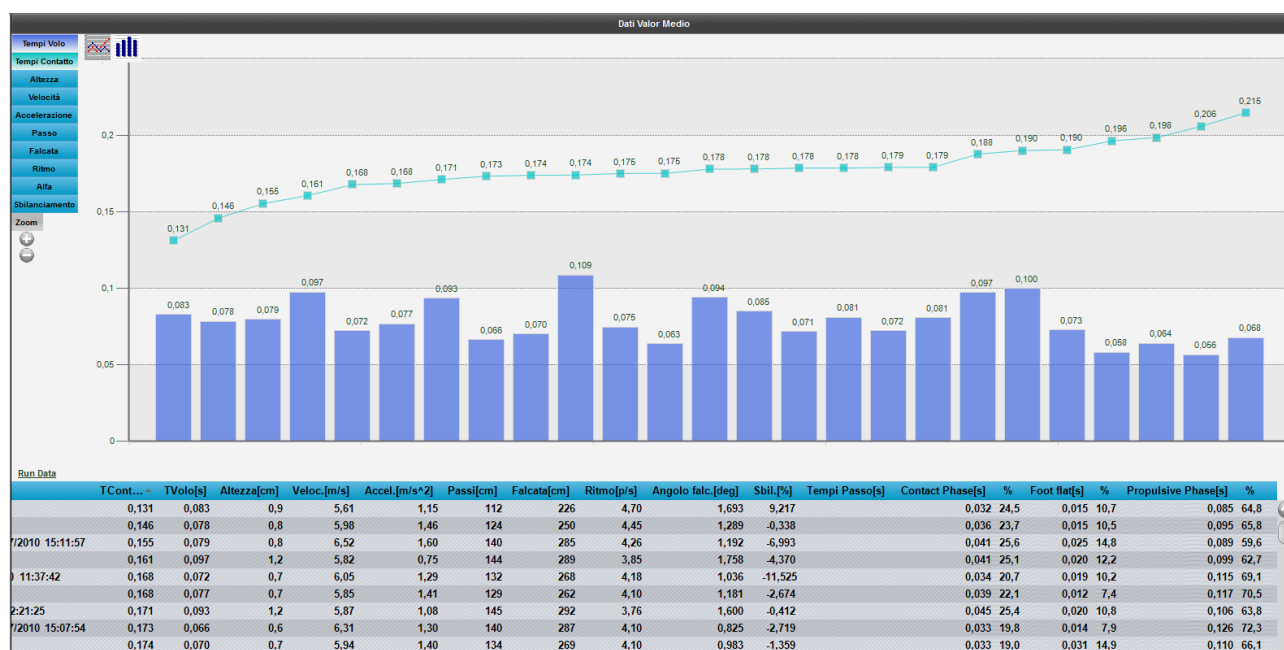 Dati Valor Medio
Tempi Volo
Tempi Contatto
Altezza
Velocità
Accelerazione
Passo
Falcata
Ritmo
Alfa
Sbilanciamento
Zoom
0,2
0,15
0,1
0,05
0
0,131 0,146 0,155 0,161 0,168 0,168 0,171 0,173 0,174 0,174 0,175 0,175 0,178 0,178 0,178 0,178 0,179 0,179 0,188 0,190 0,190 0,196 0,198 0,206 0,215
0,083 0,078 0,079 0,097 0,072 0,077 0,093 0,066 0,070 0,109 0,075 0,063 0,094 0,085 0,071 0,081 0,072 0,081 0,097 0,100 0,073 0,058 0,064 0,056 0,068
Run Data
TCont... TVolo[s] Altezza[cm] Veloc.[m/s] Accel.[m/s^2] Passi[cm] Falcata[cm] Ritmo[p/s] Angolo falc.[deg] Sbil.[%] Tempi Passo[s] Contact Phase[s] % Foot flat[s] % Propulsive Phase[s] %
0,131 0,083 0,9 5,61 1,15 112 226 4,70 1,693 9,217 0,032 24,5 0,015 10,7 0,085 64,8
0,146 0,078 0,8 5,98 1,46 124 250 4,45 1,289 -0,338 0,036 23,7 0,015 10,5 0,095 65,8
7/2010 15:11:57 0,155 0,079 0,8 6,52 1,60 140 285 4,26 1,192 -6,993 0,041 25,6 0,025 14,8 0,089 59,6
0,161 0,097 1,2 5,82 0,75 144 289 3,85 1,758 -4,370 0,041 25,1 0,020 12,2 0,099 62,7
0 11:37:42 0,168 0,072 0,7 6,05 1,29 132 268 4,18 1,036 -11,525 0,034 20,7 0,019 10,2 0,115 69,1
0,168 0,077 0,7 5,85 1,41 129 262 4,10 1,181 -2,674 0,039 22,1 0,012 7,4 0,117 70,5
2:21:25 0,171 0,093 1,2 5,87 1,08 145 292 3,76 1,600 -0,412 0,045 25,4 0,020 10,8 0,106 63,8
7/2010 15:07:54 0,173 0,066 0,6 6,31 1,30 140 287 4,10 0,825 -2,719 0,033 19,8 0,014 7,9 0,126 72,3
0,174 0,070 0,7 5,94 1,40 134 269 4,10 0,983 -1,359 0,033 19,0 0,031 14,9 0,110 66,1